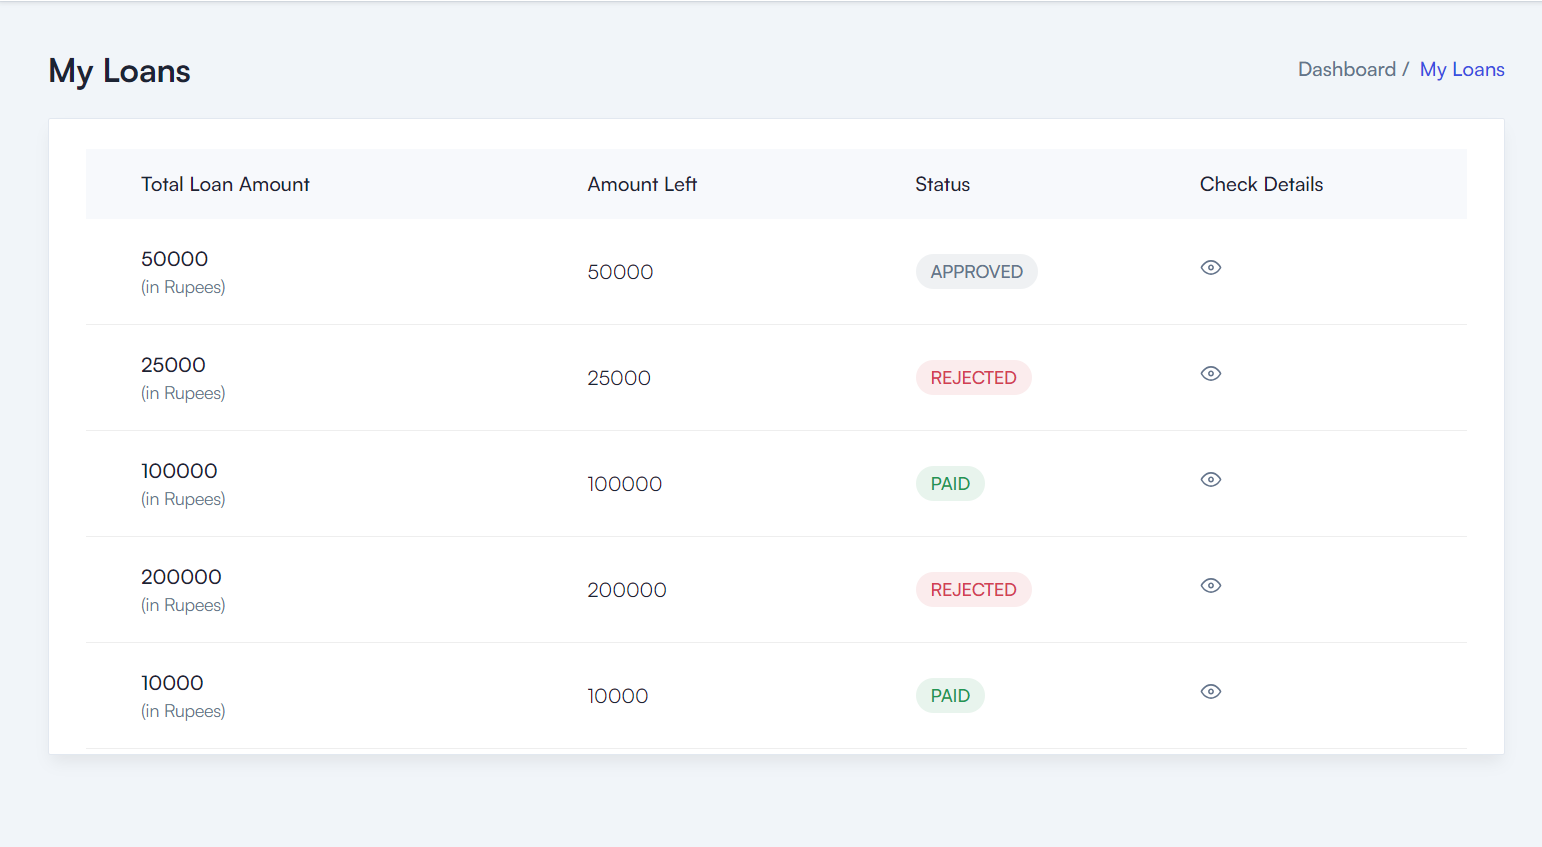 My Loans
Dashboard / My Loans
Total Loan Amount Amount Left Status Check Details
50000
(in Rupees)
50000 APPROVED
25000
(in Rupees)
25000 REJECTED
100000
(in Rupees)
100000 PAID
200000
(in Rupees)
200000 REJECTED
10000
(in Rupees)
10000 PAID